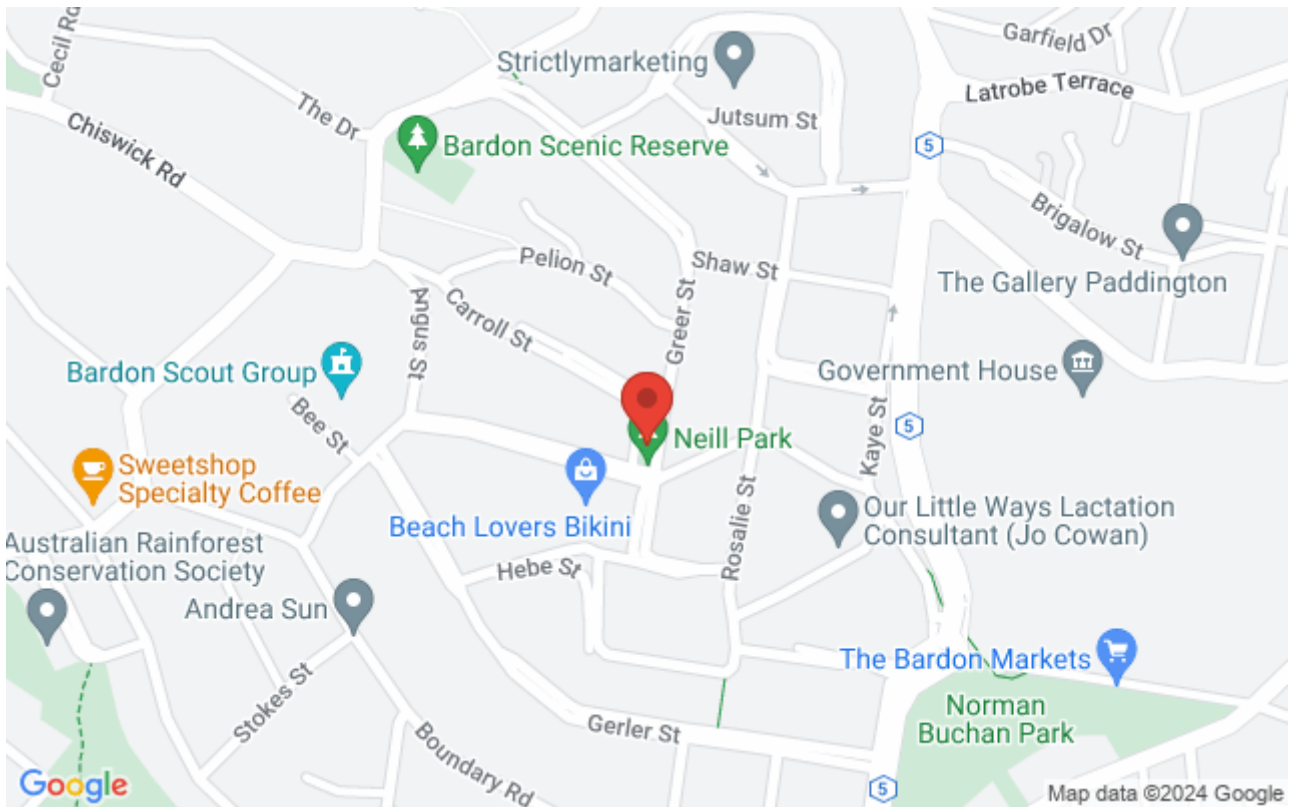 Cecil Rd
Garfield Dr
Strictlymarketing
Latrobe Terrace
The Dr
Jutsum St
Chiswick Rd
Bardon Scenic Reserve
5
Brigalow St
Pelion St
Shaw St
The Gallery Paddington
Angus St
Carroll St
Greer St
Bardon Scout Group
Government House
Bee St
Kaye St
5
Neill Park
Sweetshop
Specialty Coffee
Beach Lovers Bikini
Rosalie St
Our Little Ways Lactation
Consultant (Jo Cowan)
Australian Rainforest
Conservation Society
Hebe St
Andrea Sun
The Bardon Markets
Stokes St
Norman
Buchan Park
Gerler St
Boundary Rd
Google
5
Map data ©2024 Google